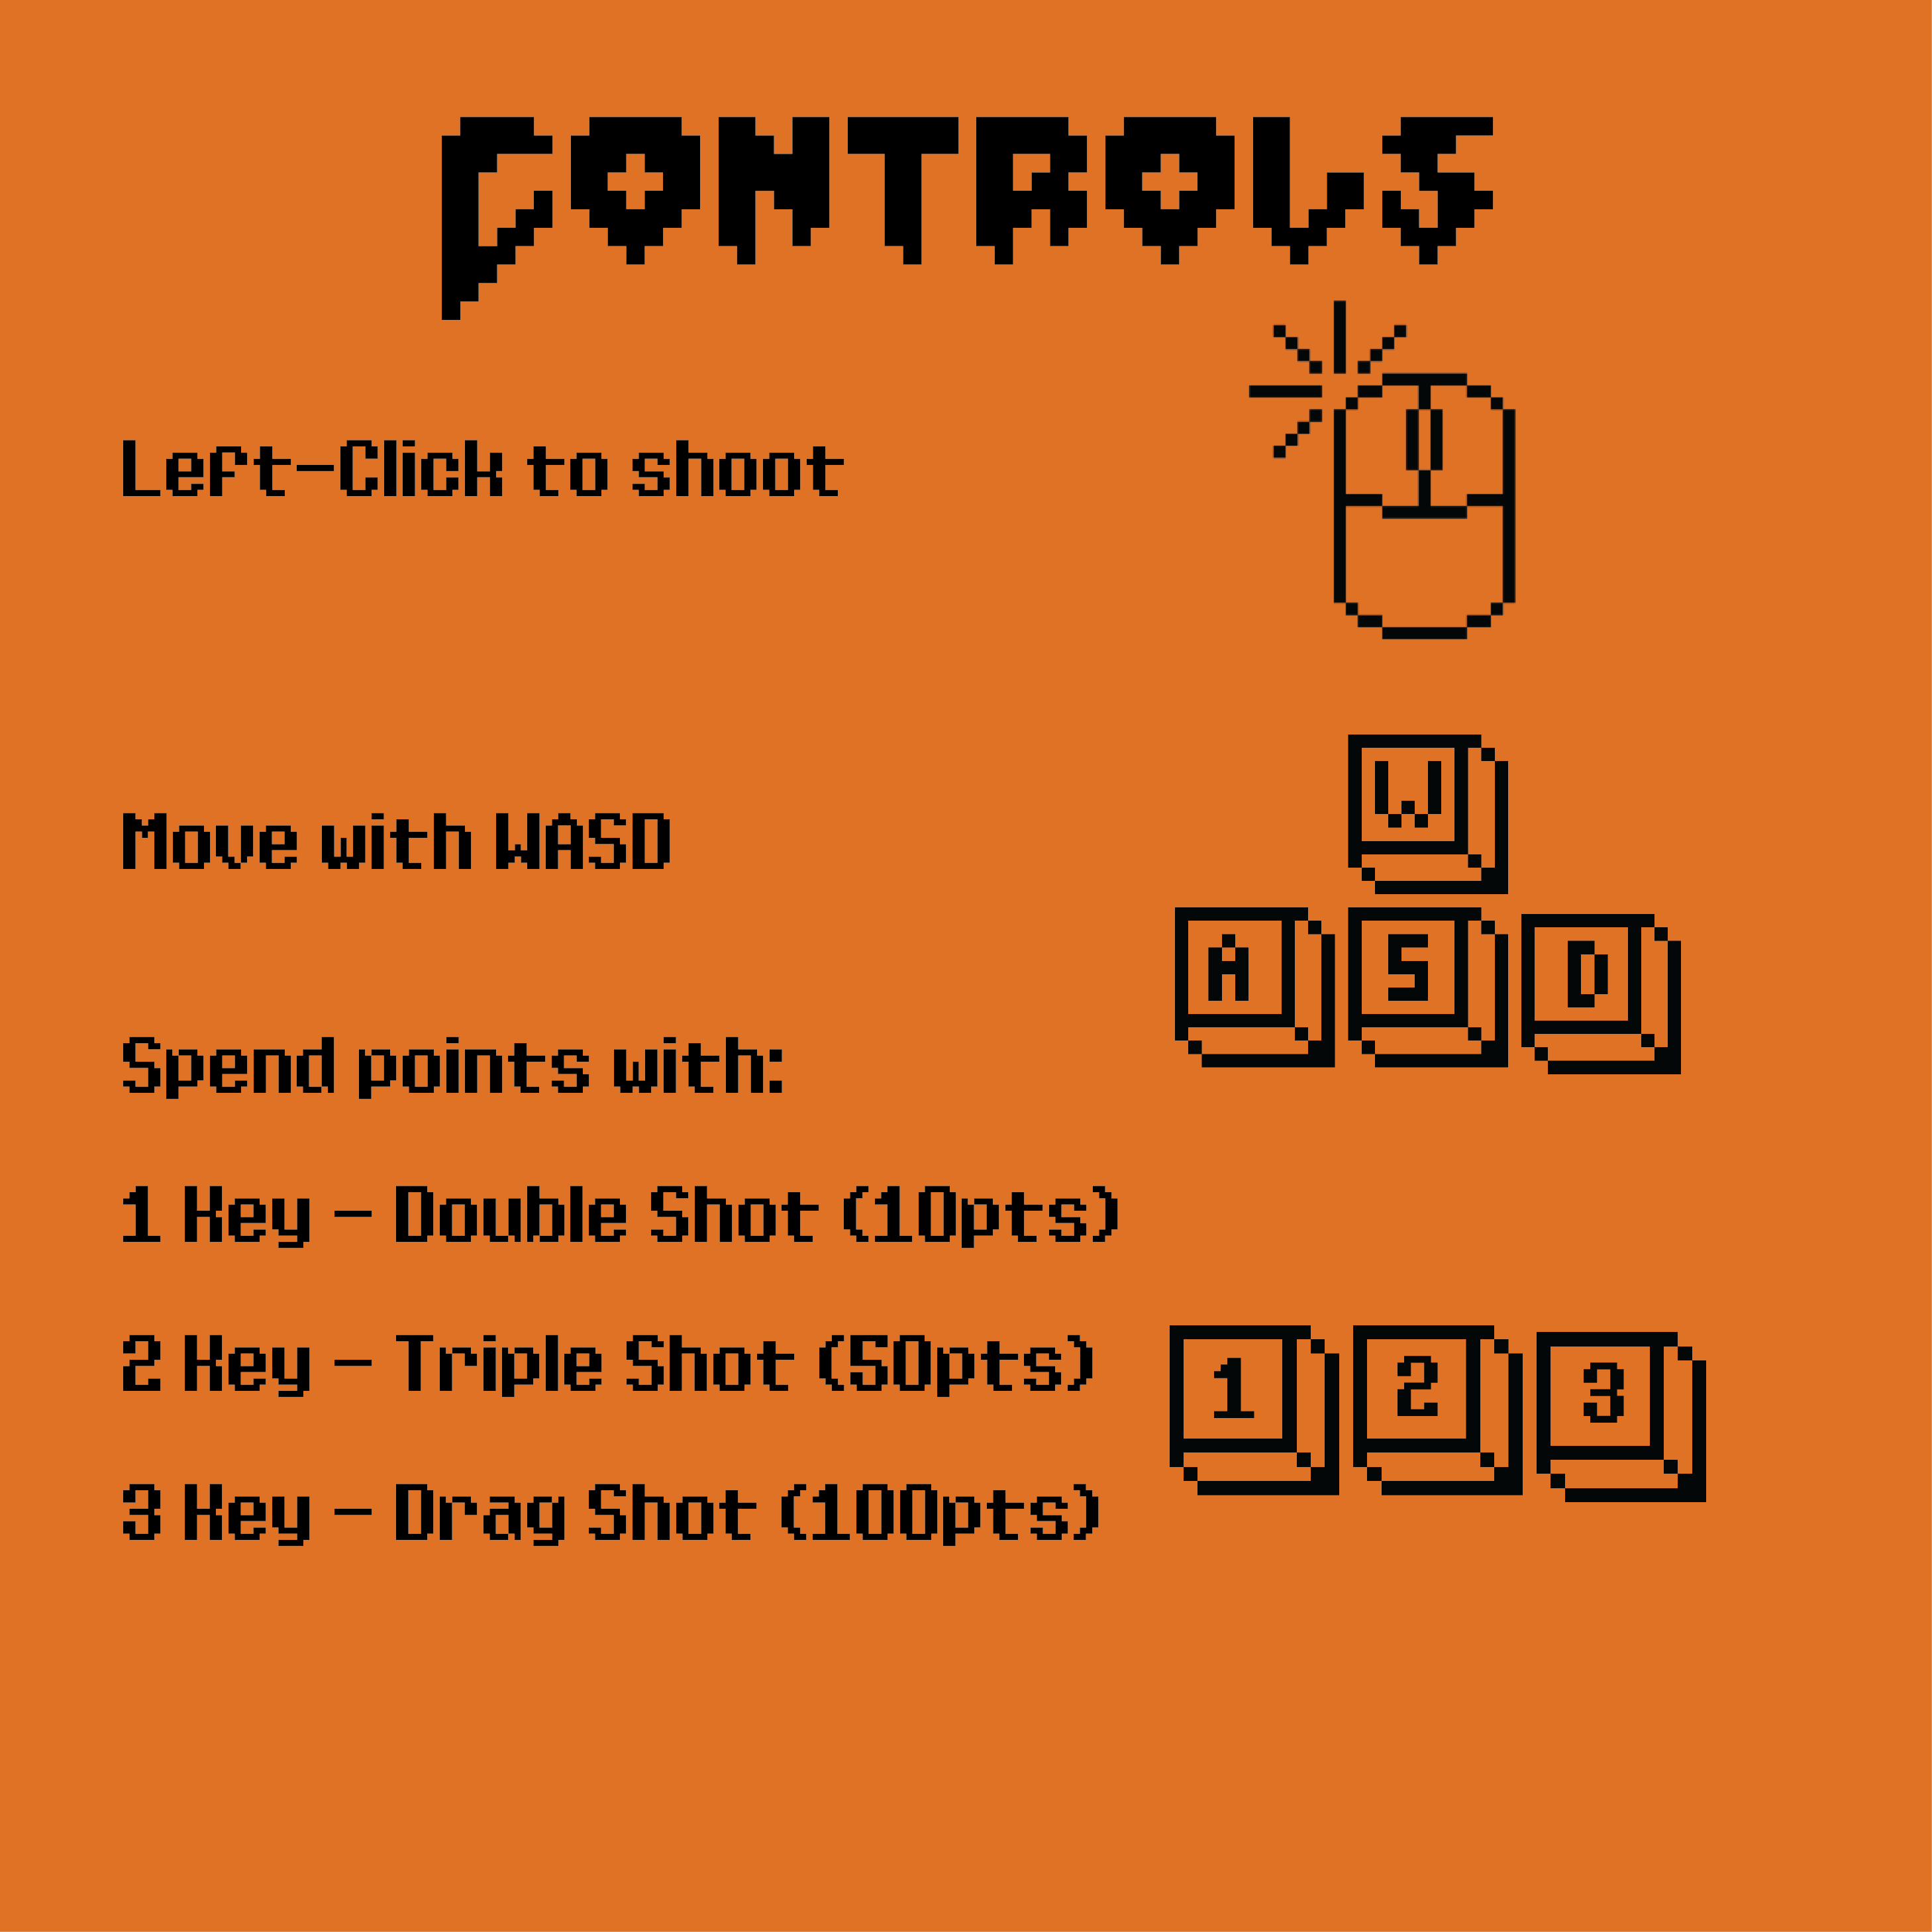 CONTROLS
Left-Click to shoot
Move with WASD
W
A S D
Spend points with:
1 Key - Double Shot (10pts)
2 Key - Triple Shot (50pts)
3 Key - Drag Shot (100pts)
1 2 3